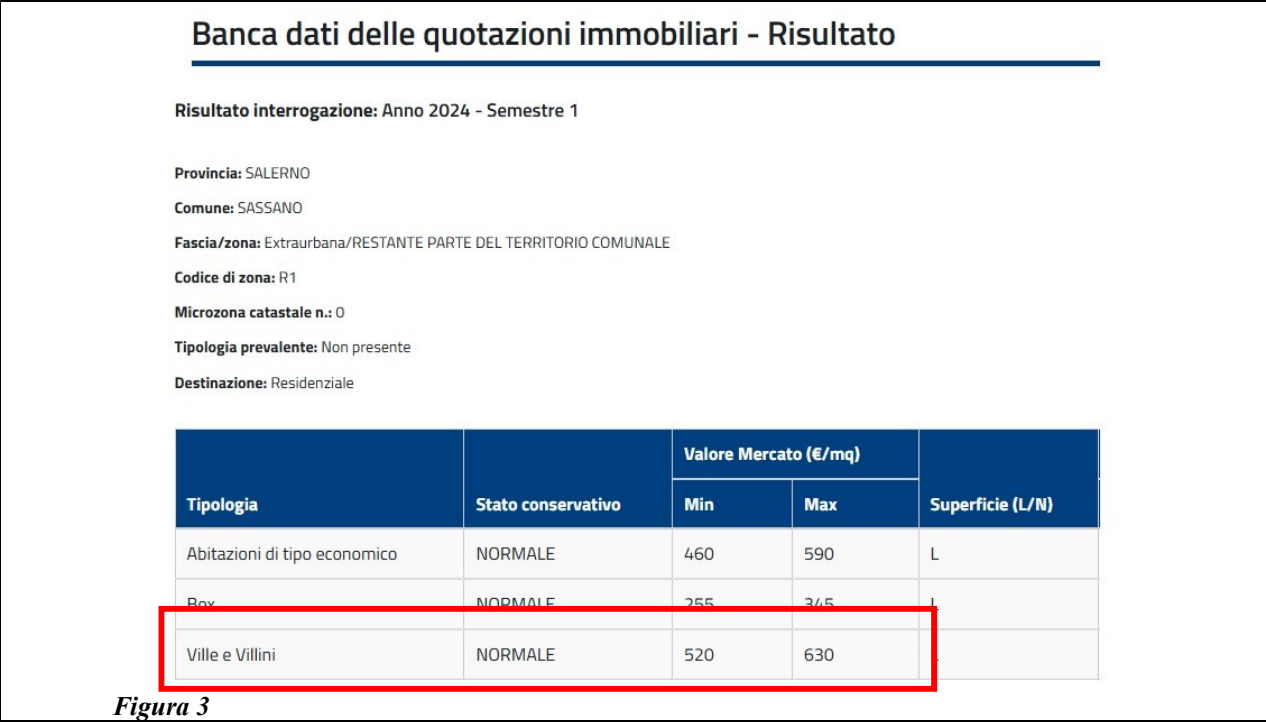 Banca dati delle quotazioni immobiliari - Risultato
Risultato interrogazione: Anno 2024 - Semestre 1
Provincia: SALERNO
Comune: SASSANO
Fascia/zona: Extraurbana/RESTANTE PARTE DEL TERRITORIO COMUNALE
Codice di zona: R1
Microzona catastale n.: 0
Tipologia prevalente: Non presente
Destinazione: Residenziale
Valore Mercato (€/mq)
Tipologia Stato conservativo Min Max Superficie (L/N)
Abitazioni di tipo economico NORMALE 460 590 L
Box NORMALE 255 345 L
Ville e Villini NORMALE 520 630 L
Figura 3